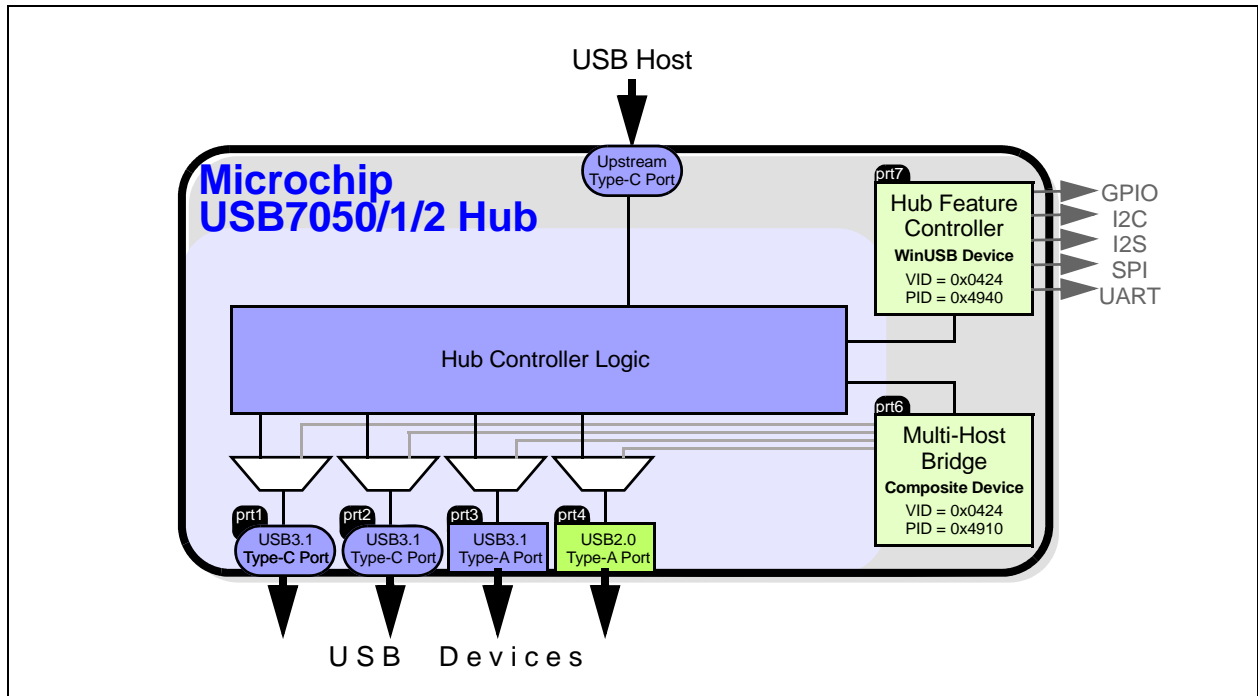 USB Host
Upstream
Type-C Port
Microchip
USB7050/1/2 Hub
prt7
Hub Feature
Controller
WinUSB Device
VID = 0x0424
PID = 0x4940
GPIO
I2C
I2S
SPI
UART
Hub Controller Logic
prt6
Multi-Host
Bridge
Composite Device
VID = 0x0424
PID = 0x4910
prt1
USB3.1
Type-C Port
prt2
USB3.1
Type-C Port
prt3
USB3.1
Type-A Port
prt4
USB2.0
Type-A Port
USB Devices